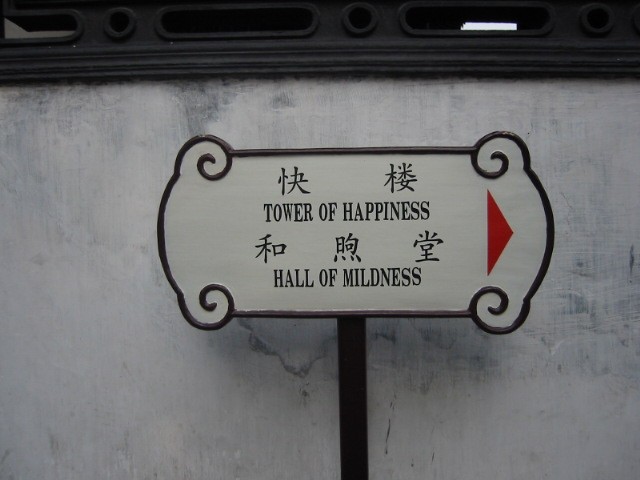 快楼
TOWER OF HAPPINESS
和煦堂
HALL OF MILDNESS